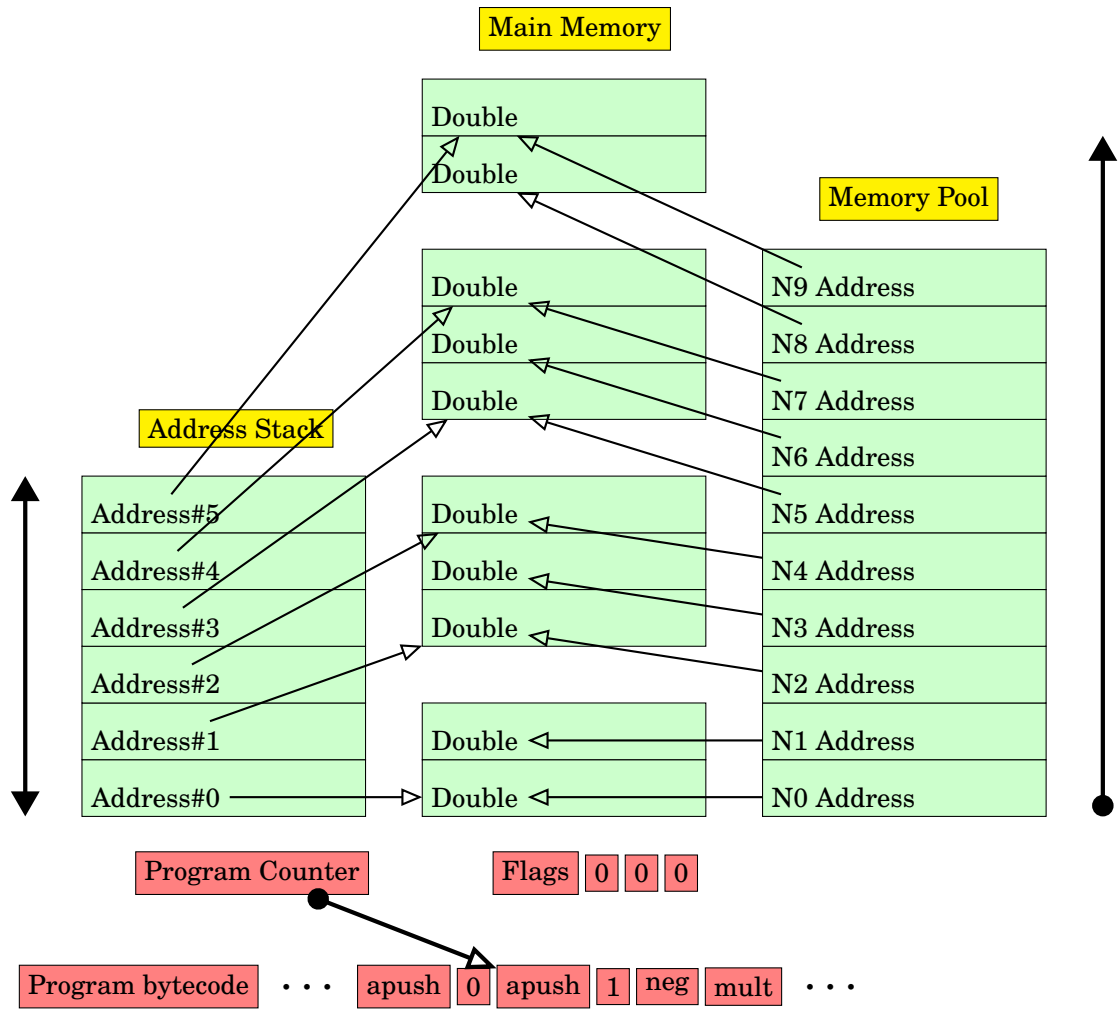 Main Memory
Double
Double
Memory Pool
Double
Double
Double
N9 Address
N8 Address
N7 Address
N6 Address
N5 Address
N4 Address
N3 Address
N2 Address
N1 Address
N0 Address
Address Stack
Address#5
Address#4
Address#3
Address#2
Address#1
Address#0
Double
Double
Double
Double
Double
Program Counter
Flags 0 0 0
Program bytecode ··· apush 0 apush 1 neg mult ···